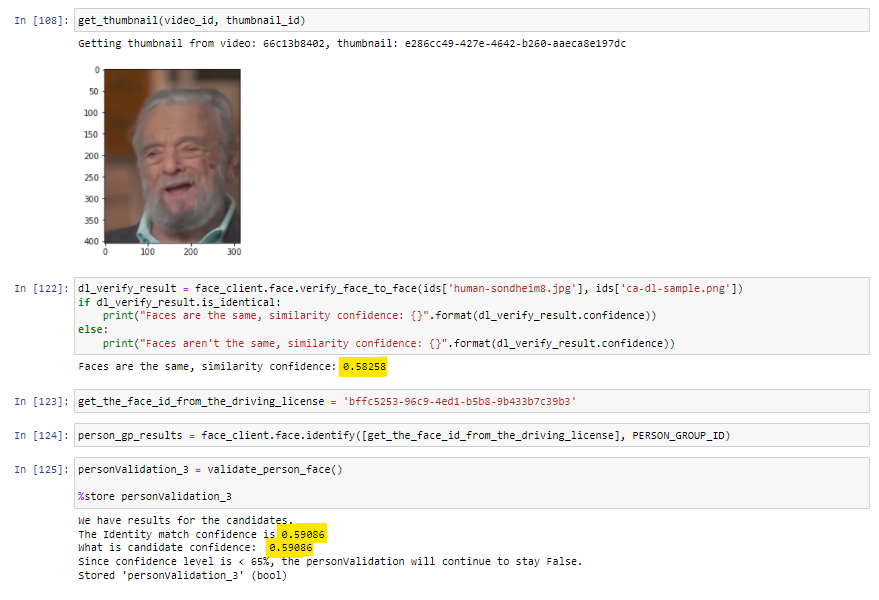 In [108]: get_thumbnail(video_id, thumbnail_id)
Getting thumbnail from video: 66c13b8402, thumbnail: e286cc49-427e-4642-b260-aaeca8e197dc
0
50
100
150
200
250
300
350
400
0 100 200 300
In [122]: dl_verify_result = face_client.face.verify_face_to_face(ids['human-sondheim8.jpg'], ids['ca-dl-sample.png'])
if dl_verify_result.is_identical:
    print("Faces are the same, similarity confidence: {}".format(dl_verify_result.confidence))
else:
    print("Faces aren't the same, similarity confidence: {}".format(dl_verify_result.confidence))
Faces are the same, similarity confidence: 0.58258
In [123]: get_the_face_id_from_the_driving_license = 'bffc5253-96c9-4ed1-b5b8-9b433b7c39b3'
In [124]: person_gp_results = face_client.face.identify([get_the_face_id_from_the_driving_license], PERSON_GROUP_ID)
In [125]: personValidation_3 = validate_person_face()
%store personValidation_3
We have results for the candidates.
The Identity match confidence is 0.59086
What is candidate confidence:  0.59086
Since confidence level is < 65%, the personValidation will continue to stay False.
Stored 'personValidation_3' (bool)